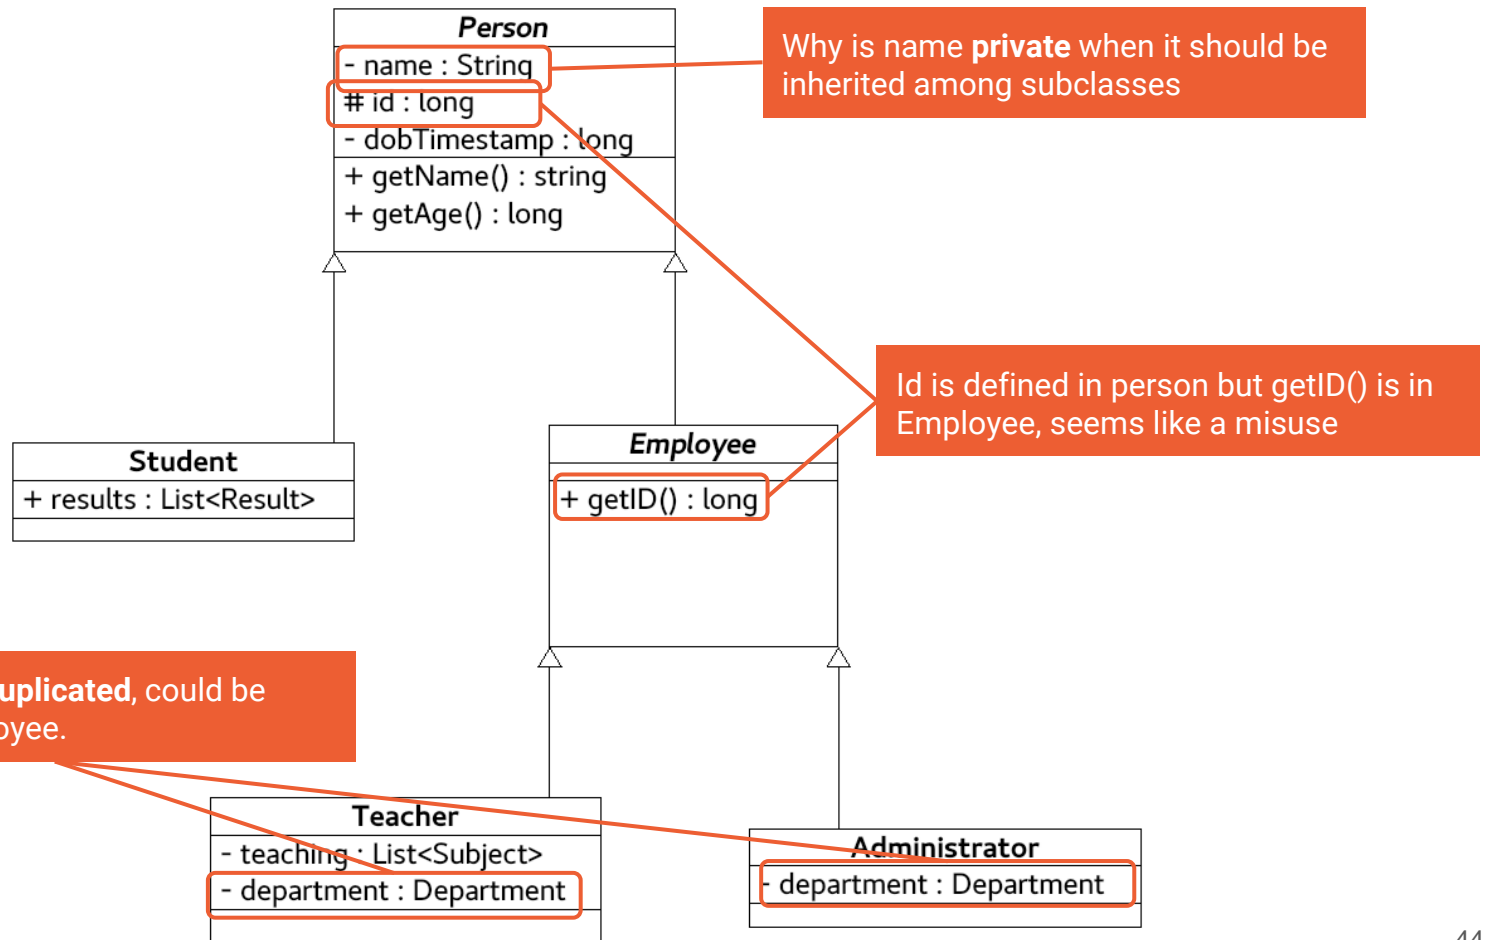 Person
- name : String
# id : long
- dobTimestamp : long
+ getName() : string
+ getAge() : long
Why is name private when it should be
inherited among subclasses
Id is defined in person but getID() is in
Employee, seems like a misuse
Student
+ results : List<Result>
Employee
+ getID() : long
uplicated, could be
oyee.
Teacher
- teaching : List<Subject>
- department : Department
Administrator
- department : Department
44